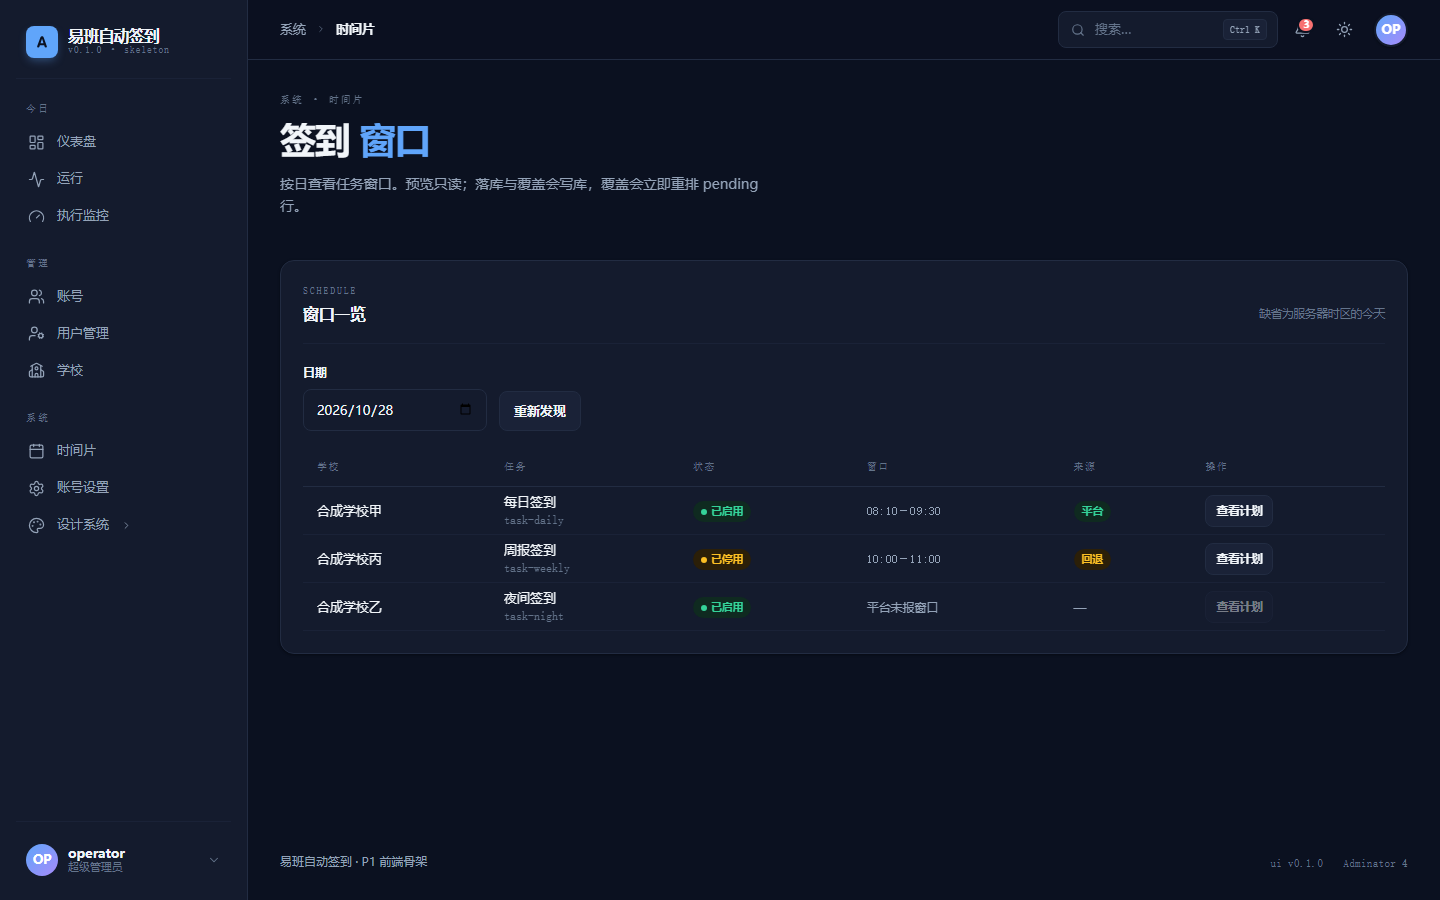 A
易班自动签到
v0.1.0 • skeleton
今日
仪表盘
运行
执行监控
管理
账号
用户管理
学校
系统
时间片
账号设置
设计系统
OP
operator
超级管理员
系统 › 时间片
搜索...
Ctrl K
3
OP
系统 • 时间片
签到 窗口
按日查看任务窗口。预览只读；落库与覆盖会写库，覆盖会立即重排 pending
行。
SCHEDULE
窗口一览
缺省为服务器时区的今天
日期
2026/10/28
重新发现
学校 任务 状态 窗口 来源 操作
合成学校甲 每日签到 已启用 08:10—09:30 平台 查看计划
task-daily
合成学校丙 周报签到 已停用 10:00—11:00 回退 查看计划
task-weekly
合成学校乙 夜间签到 已启用 平台未报窗口 — 查看计划
task-night
易班自动签到 · P1 前端骨架
ui v0.1.0 Adminator 4